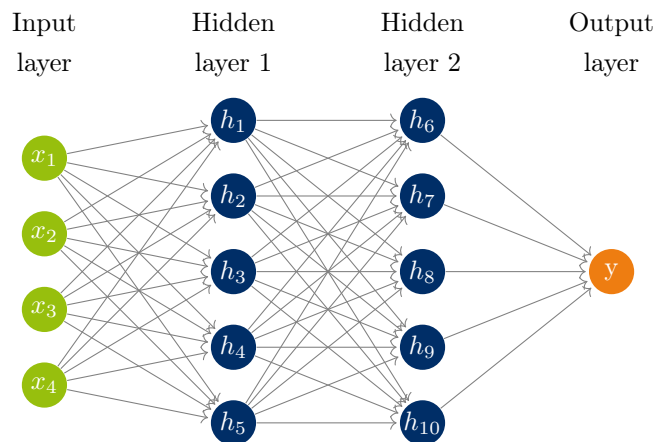 Input
layer
Hidden
layer 1
Hidden
layer 2
Output
layer
x₁
x₂
x₃
x₄
h₁
h₂
h₃
h₄
h₅
h₆
h₇
h₈
h₉
h₁₀
y